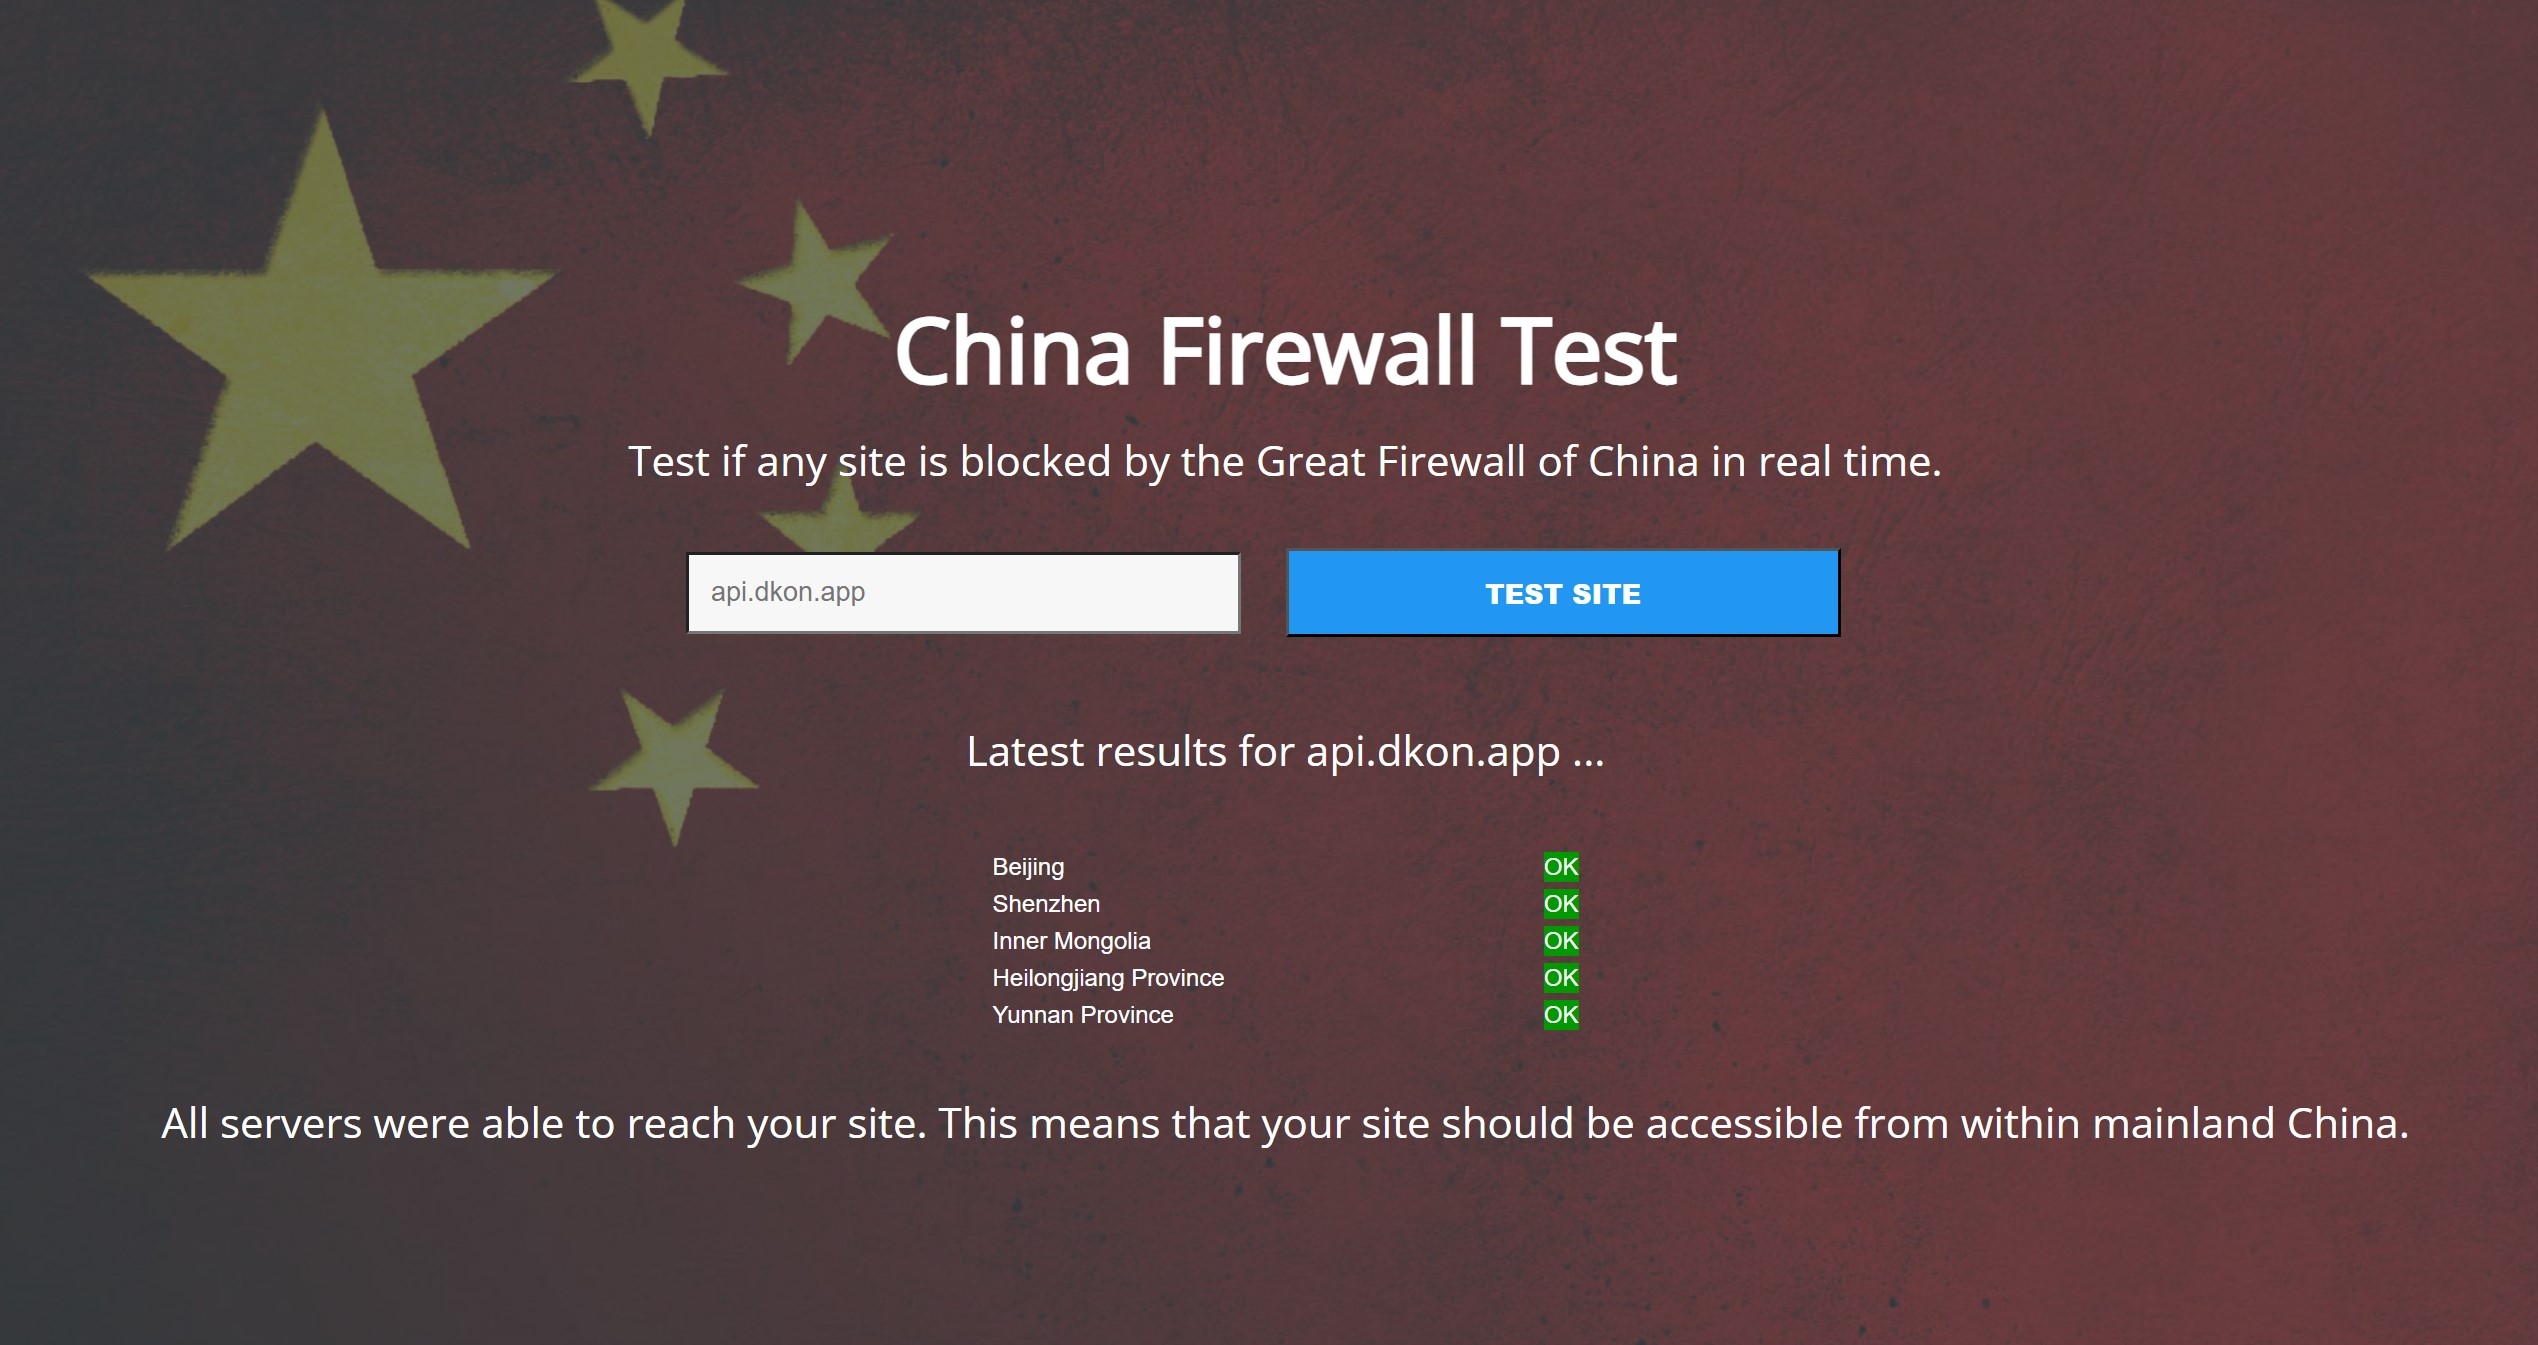 China Firewall Test
Test if any site is blocked by the Great Firewall of China in real time.
api.dkon.app
TEST SITE
Latest results for api.dkon.app ...
Beijing OK
Shenzhen OK
Inner Mongolia OK
Heilongjiang Province OK
Yunnan Province OK
All servers were able to reach your site. This means that your site should be accessible from within mainland China.